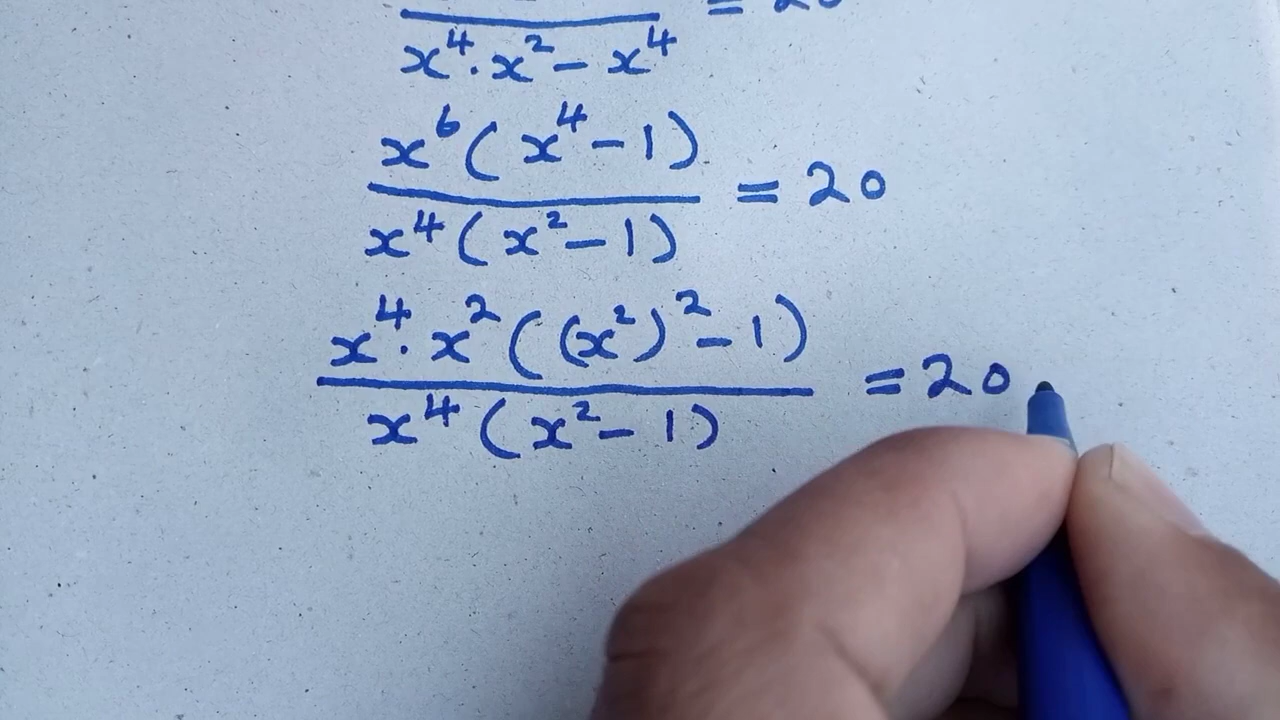 = 20
x⁴·x² - x⁴
x⁶(x⁴-1)
= 20
x⁴(x²-1)
x⁴·x²((x²)²-1)
= 20
x⁴(x²-1)